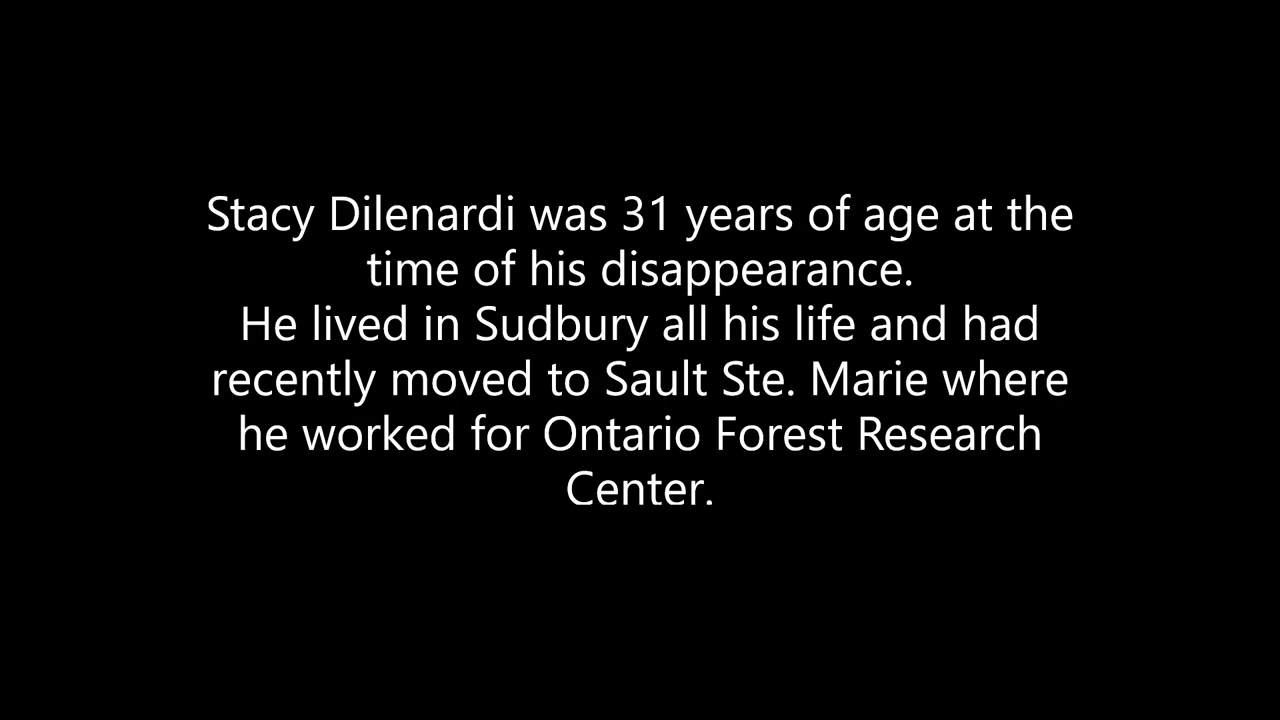 Stacy Dilenardi was 31 years of age at the
time of his disappearance.
He lived in Sudbury all his life and had
recently moved to Sault Ste. Marie where
he worked for Ontario Forest Research
Center.